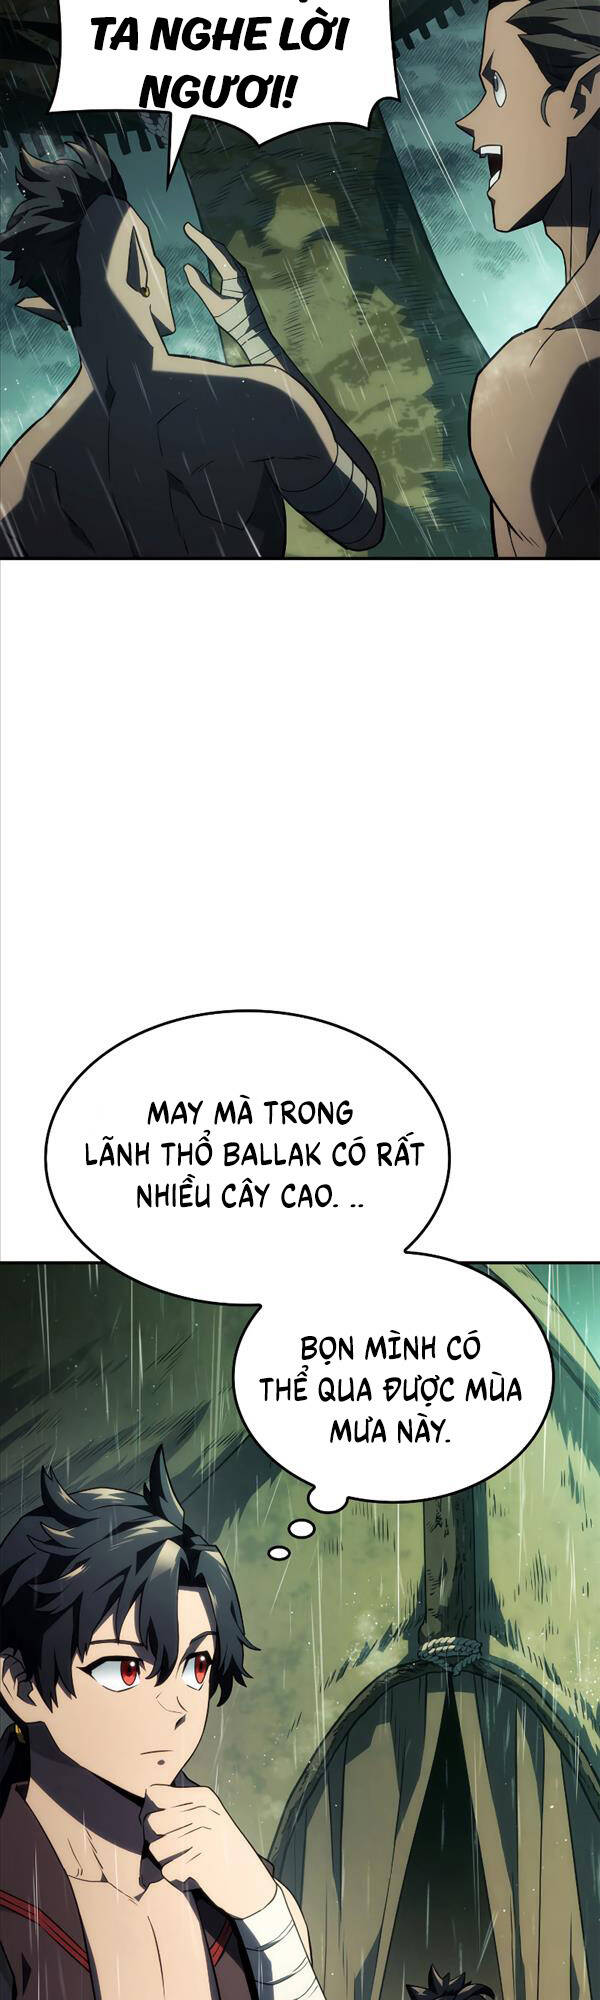 TA NGHE LỜI
NGƯƠI!
MAY MÀ TRONG
LÃNH THỔ BALLAK CÓ RẤT
NHIỀU CÂY CAO. ..
BỌN MÌNH CÓ
THỂ QUA ĐƯỢC MÙA
MƯA NÀY.